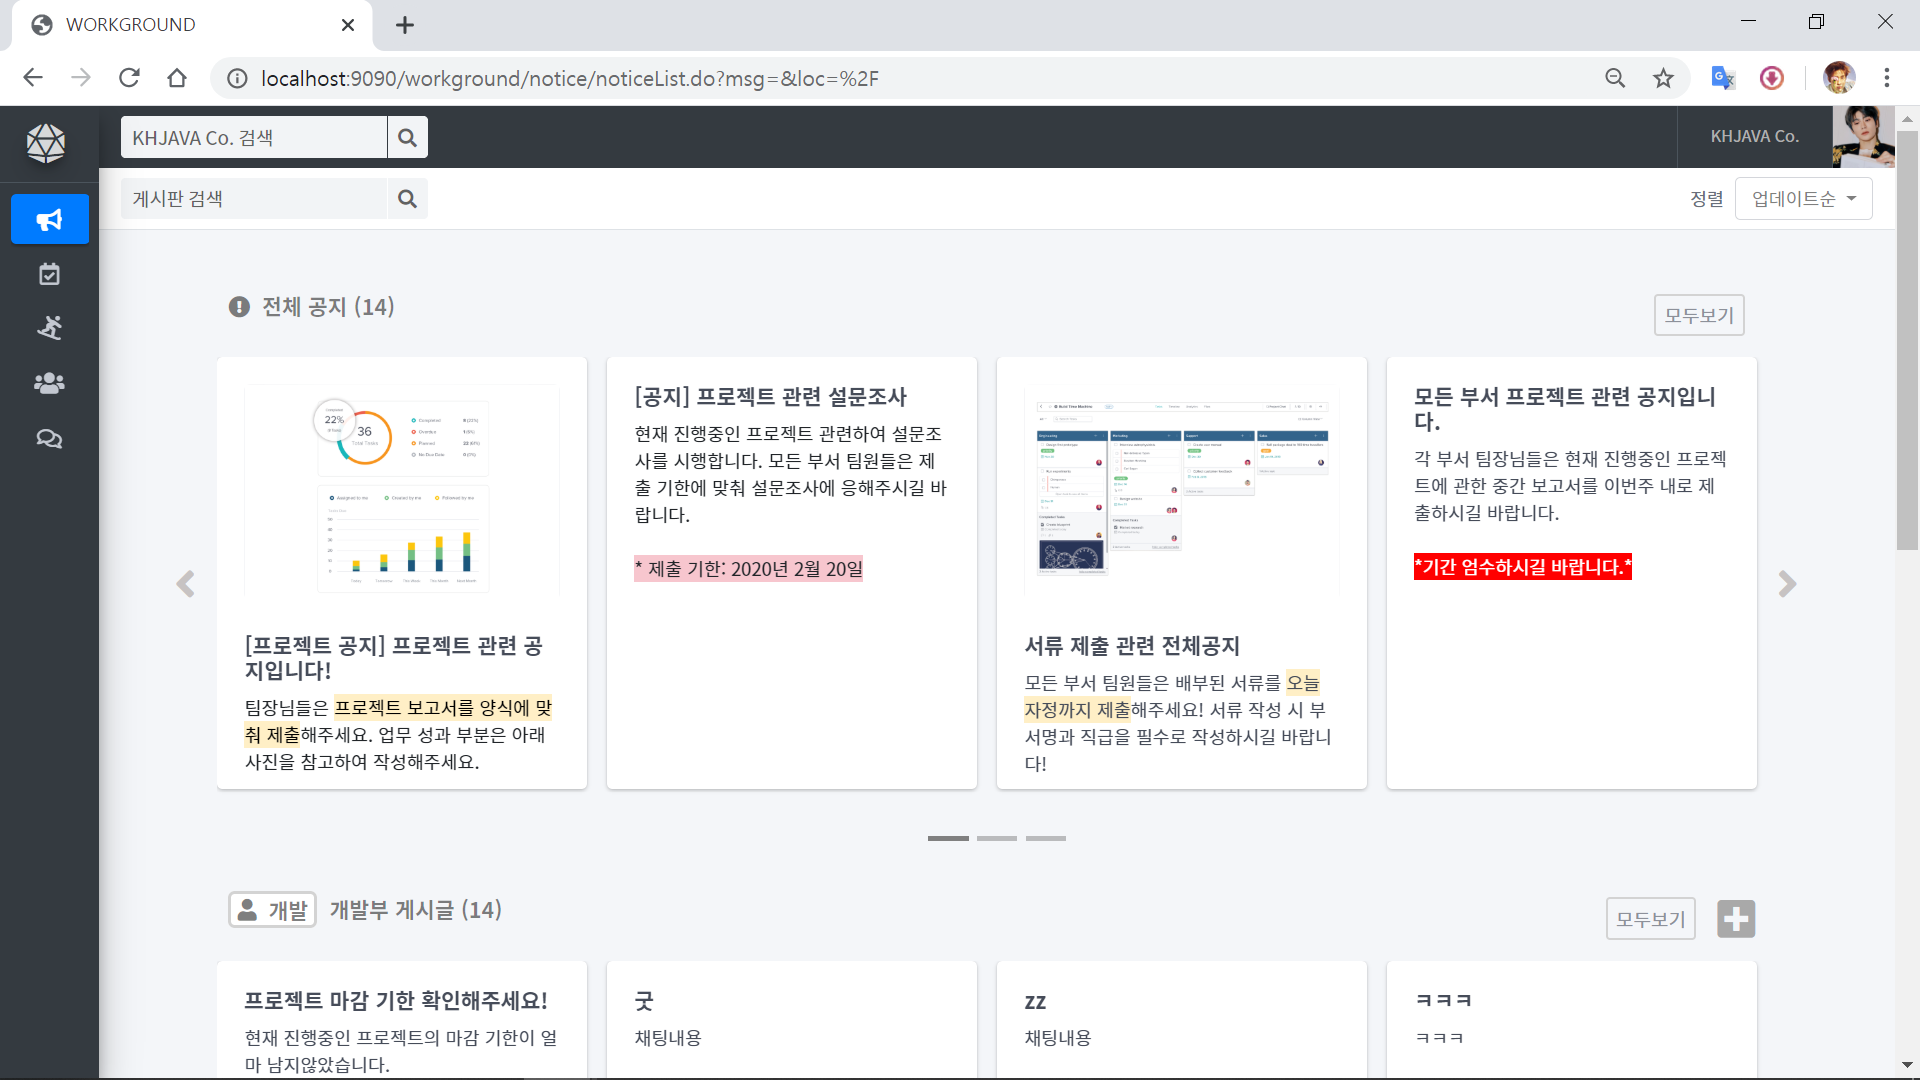 WORKGROUND
localhost:9090/workground/notice/noticeList.do?msg=&loc=%2F
KHJAVA Co. 검색
KHJAVA Co.
게시판 검색
정렬
업데이트순
전체 공지 (14)
모두보기
22%
36
Total Tasks
[프로젝트 공지] 프로젝트 관련 공
지입니다!
팀장님들은 프로젝트 보고서를 양식에 맞
춰 제출해주세요. 업무 성과 부분은 아래
사진을 참고하여 작성해주세요.
[공지] 프로젝트 관련 설문조사
현재 진행중인 프로젝트 관련하여 설문조
사를 시행합니다. 모든 부서 팀원들은 제
출 기한에 맞춰 설문조사에 응해주시길 바
랍니다.
* 제출 기한: 2020년 2월 20일
서류 제출 관련 전체공지
모든 부서 팀원들은 배부된 서류를 오늘
자정까지 제출해주세요! 서류 작성 시 부
서명과 직급을 필수로 작성하시길 바랍니
다!
모든 부서 프로젝트 관련 공지입니
다.
각 부서 팀장님들은 현재 진행중인 프로젝
트에 관한 중간 보고서를 이번주 내로 제
출하시길 바랍니다.
*기간 엄수하시길 바랍니다.*
개발
개발부 게시글 (14)
모두보기
프로젝트 마감 기한 확인해주세요!
현재 진행중인 프로젝트의 마감 기한이 얼
마 남지않았습니다.
굿
채팅내용
zz
채팅내용
ㅋㅋㅋ
ㅋㅋㅋ